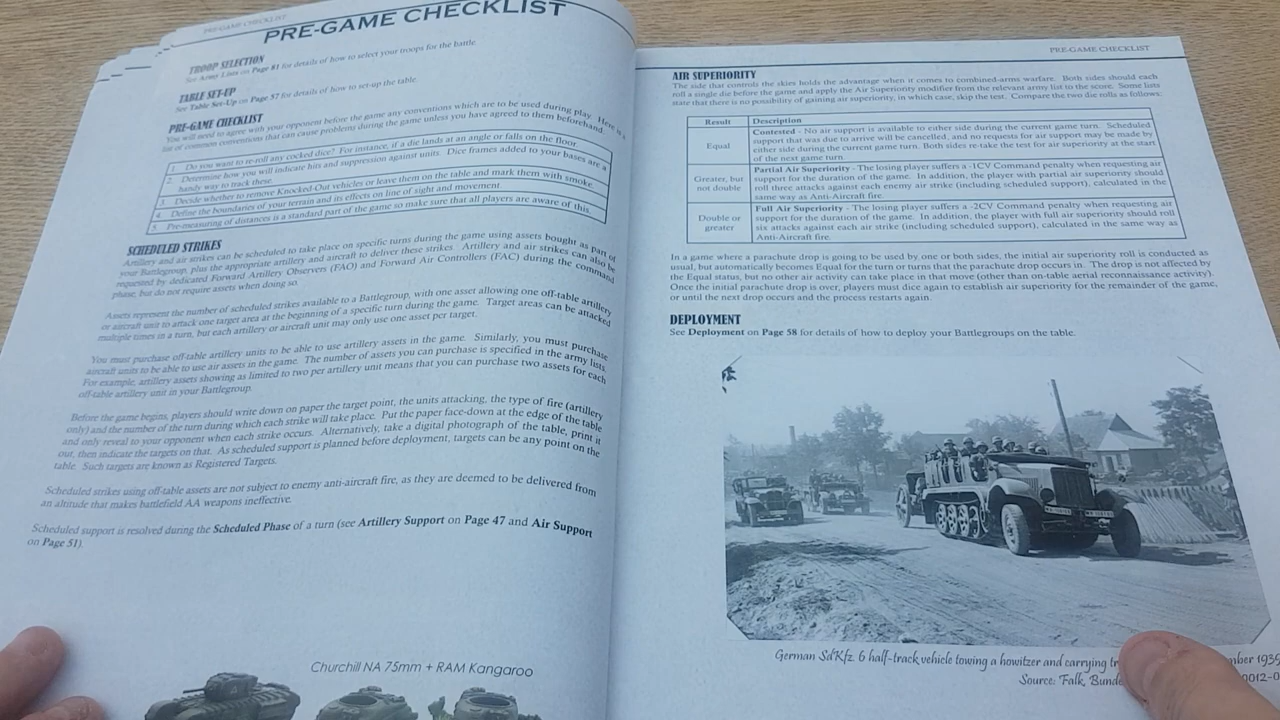 PRE-GAME CHECKLIST
PRE-GAME CHECKLIST
TROOP SELECTION
See Army Lists on Page 81 for details of how to select your troops for the battle.
TABLE SET-UP
See Table Set-Up on Page 57 for details of how to set-up the table.
PRE-GAME CHECKLIST
You will need to agree with your opponent before the game any conventions which are to be used during play. Here is a
list of common conventions that can cause problems during the game unless you have agreed to them beforehand.
1. Do you want to re-roll any cocked dice? For instance, if a die lands at an angle or falls on the floor.
2. Determine how you will indicate hits and suppression against units. Dice frames added to your bases are a
handy way to track these.
3. Decide whether to remove Knocked-Out vehicles or leave them on the table and mark them with smoke.
4. Define the boundaries of your terrain and its effects on line of sight and movement.
5. Pre-measuring of distances is a standard part of the game so make sure that all players are aware of this.
SCHEDULED STRIKES
Artillery and air strikes can be scheduled to take place on specific turns during the game using assets bought as part of
your Battlegroup, plus the appropriate artillery and aircraft to deliver these strikes. Artillery and air strikes can also be
requested by dedicated Forward Artillery Observers (FAO) and Forward Air Controllers (FAC) during the command
phase, but do not require assets when doing so.
Assets represent the number of scheduled strikes available to a Battlegroup, with one asset allowing one off-table artillery
or aircraft unit to attack one target area at the beginning of a specific turn during the game. Target areas can be attacked
multiple times in a turn, but each artillery or aircraft unit may only use one asset per target.
You must purchase off-table artillery units to be able to use artillery assets in the game. Similarly, you must purchase
aircraft units to be able to use air assets in the game. The number of assets you can purchase is specified in the army lists.
For example, artillery assets showing as limited to two per artillery unit means that you can purchase two assets for each
off-table artillery unit in your Battlegroup.
Before the game begins, players should write down on paper the target point, the units attacking, the type of fire (artillery
only) and the number of the turn during which each strike will take place. Put the paper face-down at the edge of the table
and only reveal to your opponent when each strike occurs. Alternatively, take a digital photograph of the table, print it
out, then indicate the targets on that. As scheduled support is planned before deployment, targets can be any point on the
table. Such targets are known as Registered Targets.
Scheduled strikes using off-table assets are not subject to enemy anti-aircraft fire, as they are deemed to be delivered from
an altitude that makes battlefield AA weapons ineffective.
Scheduled support is resolved during the Scheduled Phase of a turn (see Artillery Support on Page 47 and Air Support
on Page 51).
Churchill NA 75mm + RAM Kangaroo
PRE-GAME CHECKLIST
AIR SUPERIORITY
The side that controls the skies holds the advantage when it comes to combined-arms warfare. Both sides should each
roll a single die before the game and apply the Air Superiority modifier from the relevant army list to the score. Some lists
state that there is no possibility of gaining air superiority, in which case, skip the test. Compare the two die rolls as follows:
Result Description
Equal Contested - No air support is available to either side during the current game turn. Scheduled
support that was due to arrive will be cancelled, and no requests for air support may be made by
either side during the current game turn. Both sides re-take the test for air superiority at the start
of the next game turn.
Greater, but not double Partial Air Superiority - The losing player suffers a -1CV Command penalty when requesting air
support for the duration of the game. In addition, the player with partial air superiority should
roll three attacks against each enemy air strike (including scheduled support), calculated in the
same way as Anti-Aircraft fire.
Double or greater Full Air Superiority - The losing player suffers a -2CV Command penalty when requesting air
support for the duration of the game. In addition, the player with full air superiority should roll
six attacks against each air strike (including scheduled support), calculated in the same way as
Anti-Aircraft fire.
In a game where a parachute drop is going to be used by one or both sides, the initial air superiority roll is conducted as
usual, but automatically becomes Equal for the turn or turns that the parachute drop occurs in. The drop is not affected by
the Equal status, but no other air activity can take place in that move (other than on-table aerial reconnaissance activity).
Once the initial parachute drop is over, players must dice again to establish air superiority for the remainder of the game,
or until the next drop occurs and the process restarts again.
DEPLOYMENT
See Deployment on Page 58 for details of how to deploy your Battlegroups on the table.
German SdKfz. 6 half-track vehicle towing a howitzer and carrying
Source: Falk,